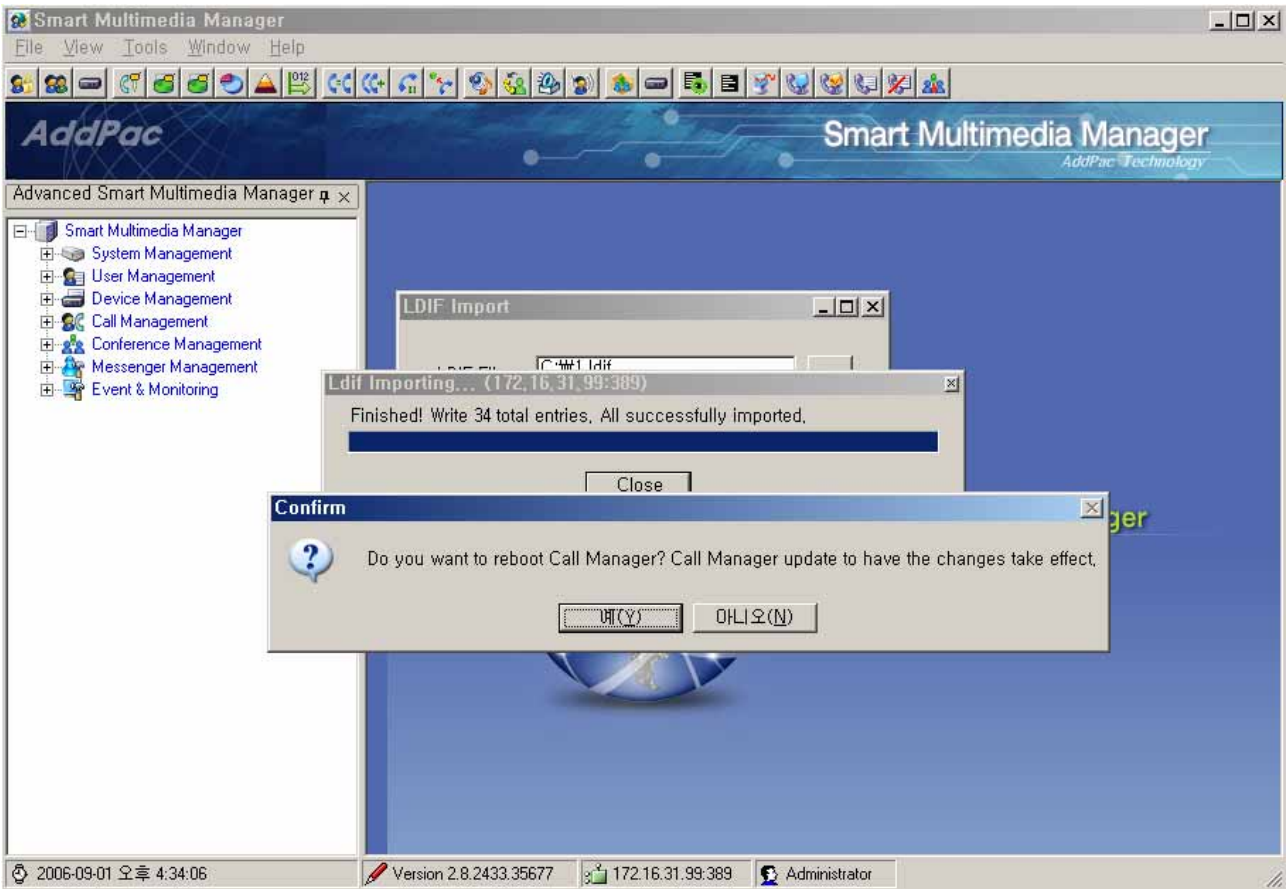 Smart Multimedia Manager
File View Tools Window Help
AddPac
Smart Multimedia Manager
AddPac Technology
Advanced Smart Multimedia Manager
Smart Multimedia Manager
System Management
User Management
Device Management
Call Management
Conference Management
Messenger Management
Event & Monitoring
LDIF Import
C:\1.ldif
Ldif Importing... (172.16.31.99:389)
Finished! Write 34 total entries, All successfully imported,
Close
Confirm
Do you want to reboot Call Manager? Call Manager update to have the changes take effect,
예(Y) 아니오(N)
ger
2006-09-01 오후 4:34:06 Version 2.8.2433.35677 172.16.31.99:389 Administrator